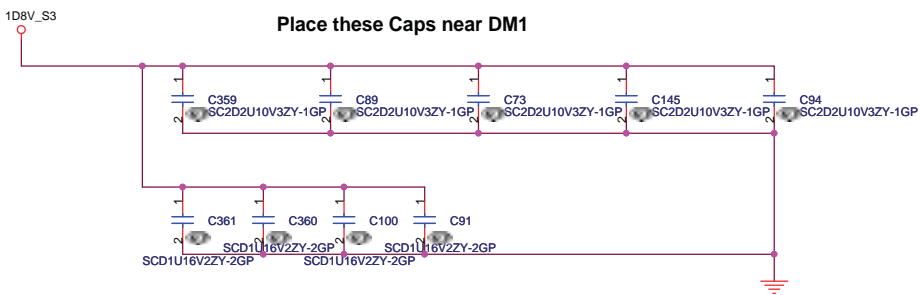 1D8V_S3
Place these Caps near DM1
1 1 1 1 1
C359 C89 C73 C145 C94
SC2D2U10V3ZY-1GP SC2D2U10V3ZY-1GP SC2D2U10V3ZY-1GP SC2D2U10V3ZY-1GP SC2D2U10V3ZY-1GP
2 2 2 2 2
1 1 1 1
C361 C360 C100 C91
2 2 2 2
SCD1U16V2ZY-2GP SCD1U16V2ZY-2GP
SCD1U16V2ZY-2GP SCD1U16V2ZY-2GP